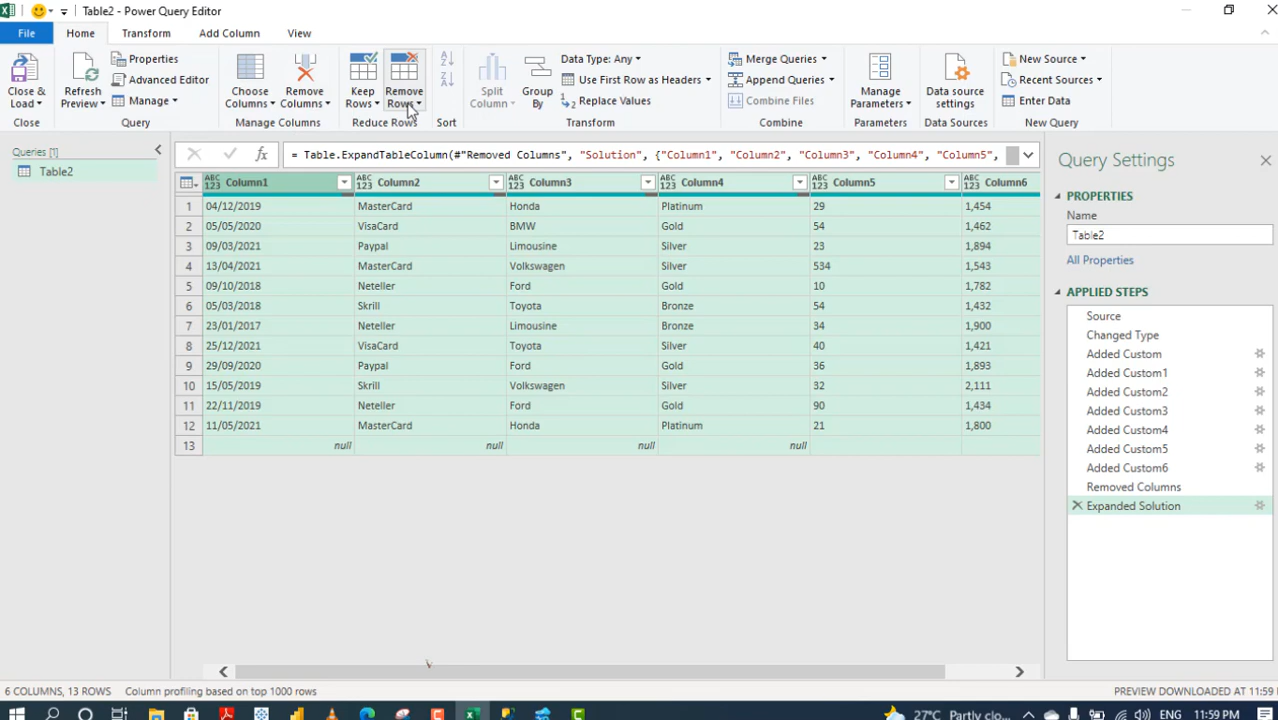 Table2 - Power Query Editor
File Home Transform Add Column View
Close & Load
Refresh Preview
Properties
Advanced Editor
Manage
Choose Columns
Remove Columns
Keep Rows
Remove Rows
Split Column
Group By
Data Type: Any
Use First Row as Headers
Replace Values
Merge Queries
Append Queries
Combine Files
Manage Parameters
Data source settings
New Source
Recent Sources
Enter Data
Close Query Manage Columns Reduce Rows Sort Transform Combine Parameters Data Sources New Query
Queries [1]
Table2
= Table.ExpandTableColumn(#"Removed Columns", "Solution", {"Column1", "Column2", "Column3", "Column4", "Column5",
Column1 Column2 Column3 Column4 Column5 Column6
1 04/12/2019 MasterCard Honda Platinum 29 1,454
2 05/05/2020 VisaCard BMW Gold 54 1,462
3 09/03/2021 Paypal Limousine Silver 23 1,894
4 13/04/2021 MasterCard Volkswagen Silver 534 1,543
5 09/10/2018 Neteller Ford Gold 10 1,782
6 05/03/2018 Skrill Toyota Bronze 54 1,432
7 23/01/2017 Neteller Limousine Bronze 34 1,900
8 25/12/2021 VisaCard Toyota Silver 40 1,421
9 29/09/2020 Paypal Ford Gold 36 1,893
10 15/05/2019 Skrill Volkswagen Silver 32 2,111
11 22/11/2019 Neteller Ford Gold 90 1,434
12 11/05/2021 MasterCard Honda Platinum 21 1,800
13 null null null null
Query Settings
PROPERTIES
Name
Table2
All Properties
APPLIED STEPS
Source
Changed Type
Added Custom
Added Custom1
Added Custom2
Added Custom3
Added Custom4
Added Custom5
Added Custom6
Removed Columns
Expanded Solution
6 COLUMNS, 13 ROWS Column profiling based on top 1000 rows
PREVIEW DOWNLOADED AT 11:59
27°C Partly clo... ENG 11:59 PM